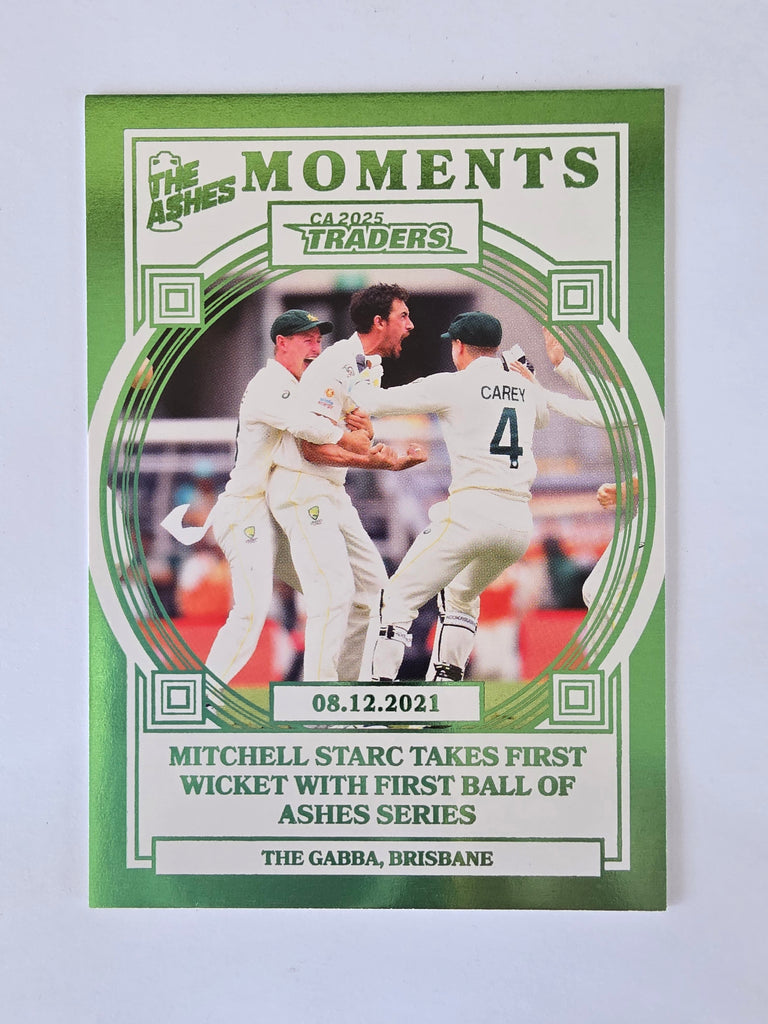 THE
ASHES
MOMENTS
CA 2025
TRADERS
CAREY
4
08.12.2021
MITCHELL STARC TAKES FIRST
WICKET WITH FIRST BALL OF
ASHES SERIES
THE GABBA, BRISBANE